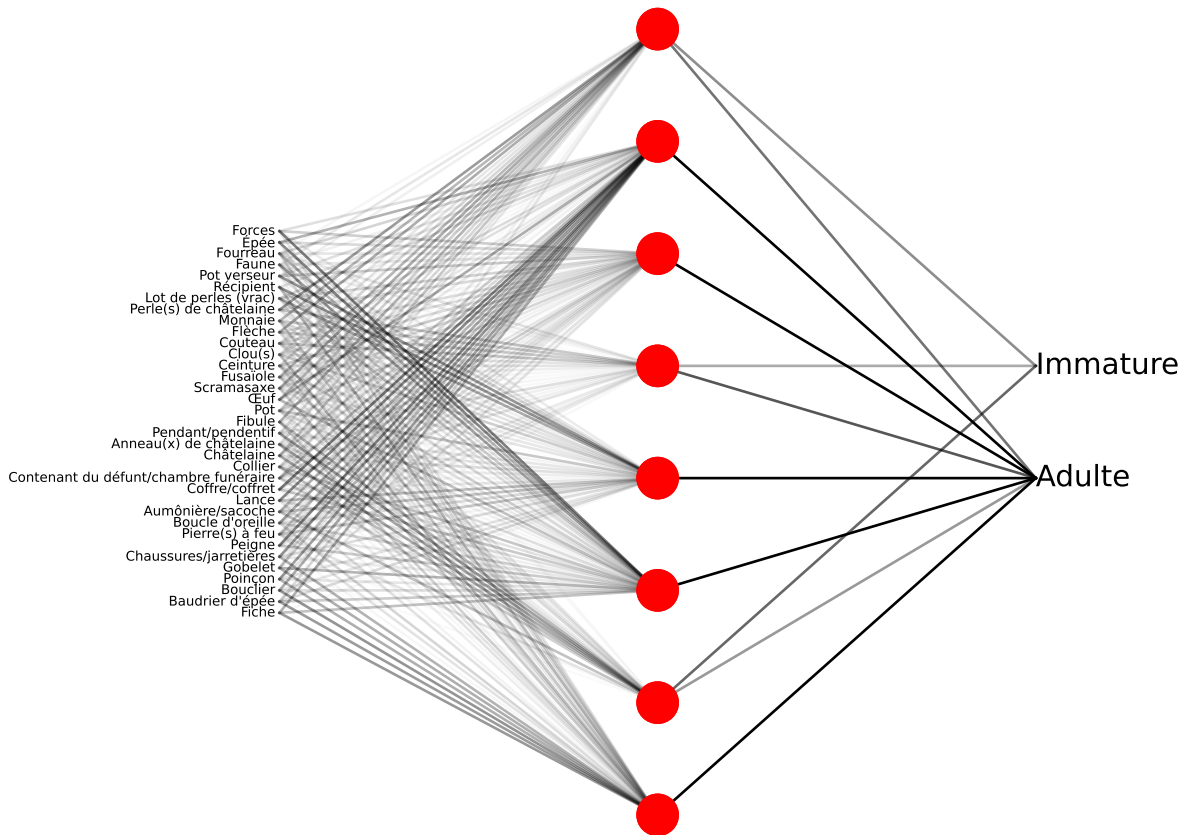 Forces
Épée
Fourreau
Faune
Pot verseur
Récipient
Lot de perles (vrac)
Perle(s) de châtelaine
Monnaie
Flèche
Couteau
Clou(s)
Ceinture
Fusaïole
Scramasaxe
Œuf
Pot
Fibule
Pendant/pendentif
Anneau(x) de châtelaine
Châtelaine
Collier
Contenant du défunt/chambre funéraire
Coffre/coffret
Lance
Aumônière/sacoche
Boucle d'oreille
Pierre(s) à feu
Peigne
Chaussures/jarretières
Gobelet
Poinçon
Bouclier
Baudrier d'épée
Fiche
Immature
Adulte